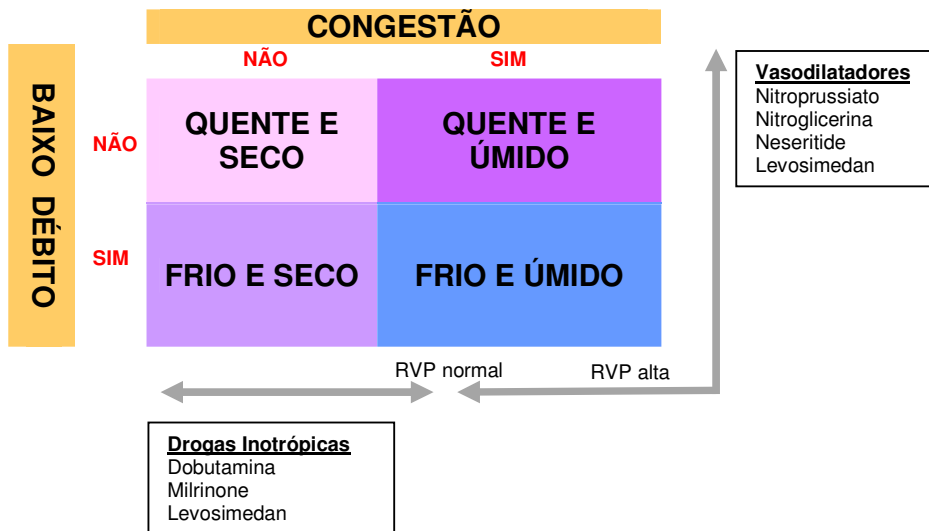 CONGESTÃO
NÃO
SIM
BAIXO DÉBITO
NÃO
QUENTE E
SECO
QUENTE E
ÚMIDO
SIM
FRIO E SECO
FRIO E ÚMIDO
Vasodilatadores
Nitroprussiato
Nitroglicerina
Neseritide
Levosimedan
RVP normal
RVP alta
Drogas Inotrópicas
Dobutamina
Milrinone
Levosimedan